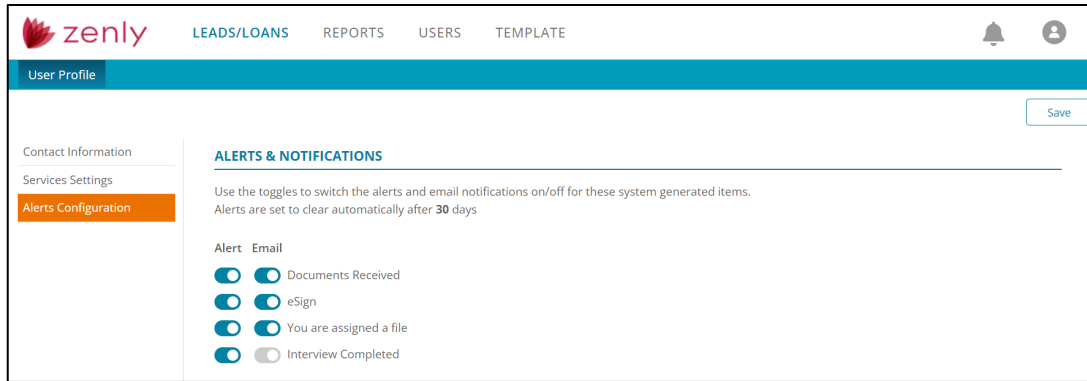 zenly LEADS/LOANS REPORTS USERS TEMPLATE
User Profile
Save
Contact Information
Services Settings
Alerts Configuration
ALERTS & NOTIFICATIONS
Use the toggles to switch the alerts and email notifications on/off for these system generated items.
Alerts are set to clear automatically after 30 days
Alert Email
Documents Received
eSign
You are assigned a file
Interview Completed